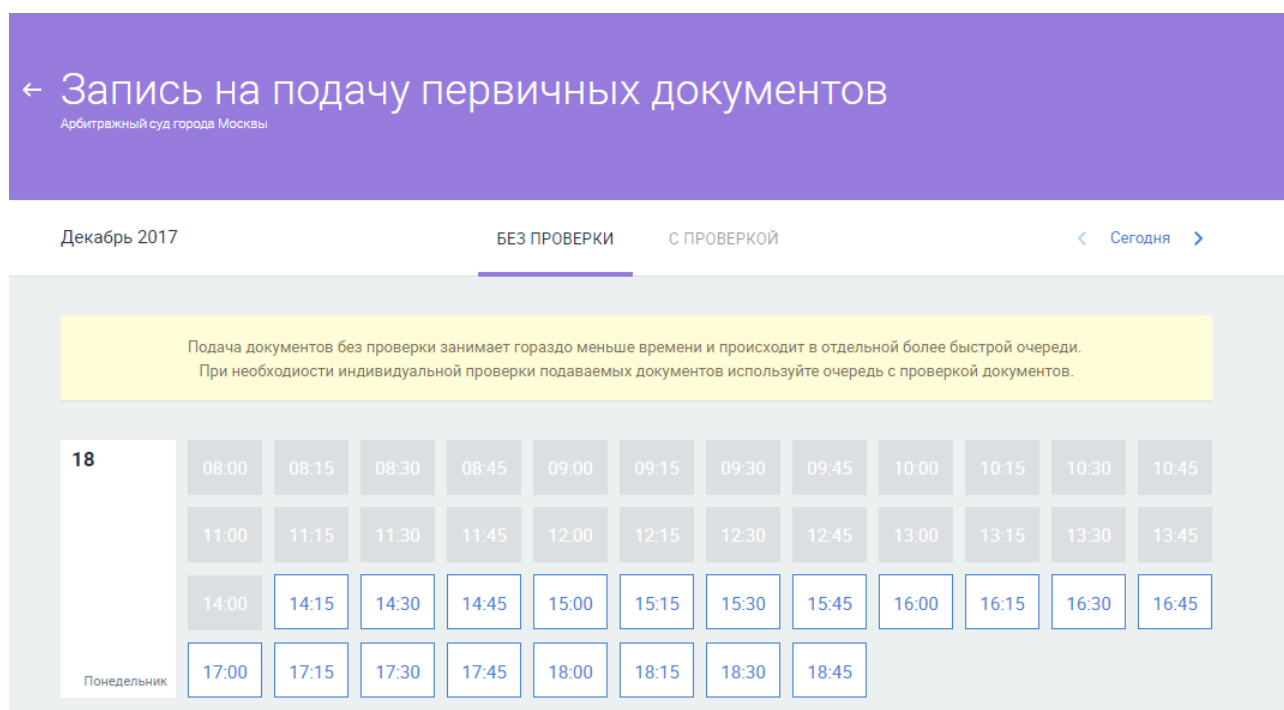 ← Запись на подачу первичных документов
Арбитражный суд города Москвы
Декабрь 2017 БЕЗ ПРОВЕРКИ С ПРОВЕРКОЙ < Сегодня >
Подача документов без проверки занимает гораздо меньше времени и происходит в отдельной более быстрой очереди.
При необходиости индивидуальной проверки подаваемых документов используйте очередь с проверкой документов.
18 08:00 08:15 08:30 08:45 09:00 09:15 09:30 09:45 10:00 10:15 10:30 10:45
11:00 11:15 11:30 11:45 12:00 12:15 12:30 12:45 13:00 13:15 13:30 13:45
14:00 14:15 14:30 14:45 15:00 15:15 15:30 15:45 16:00 16:15 16:30 16:45
Понедельник 17:00 17:15 17:30 17:45 18:00 18:15 18:30 18:45